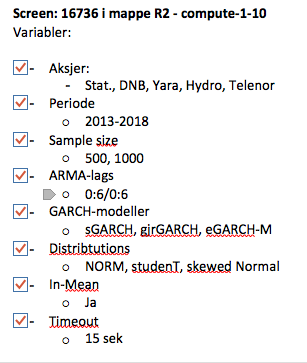 Screen: 16736 i mappe R2 - compute-1-10
Variabler:
- Aksjer:
- Stat., DNB, Yara, Hydro, Telenor
- Periode
o 2013-2018
- Sample size
o 500, 1000
- ARMA-lags
o 0:6/0:6
- GARCH-modeller
o sGARCH, gjrGARCH, eGARCH-M
- Distribtutions
o NORM, studenT, skewed Normal
- In-Mean
o Ja
- Timeout
o 15 sek